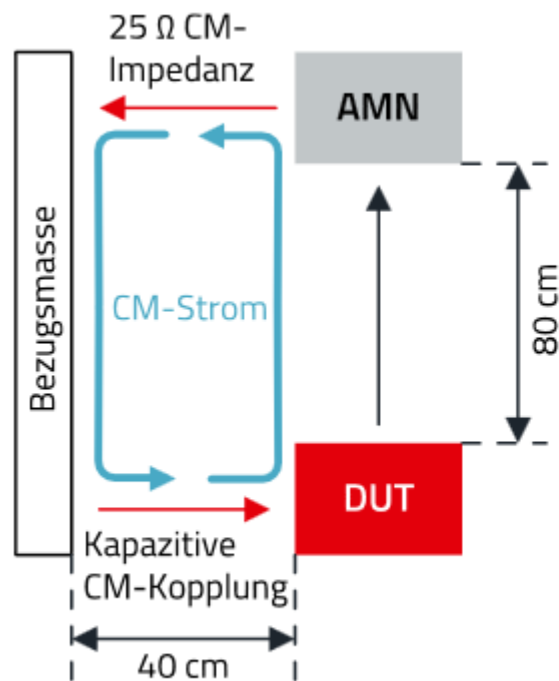 25 Ω CM-
Impedanz
AMN
Bezugsmasse
CM-Strom
80 cm
DUT
Kapazitive
CM-Kopplung
40 cm